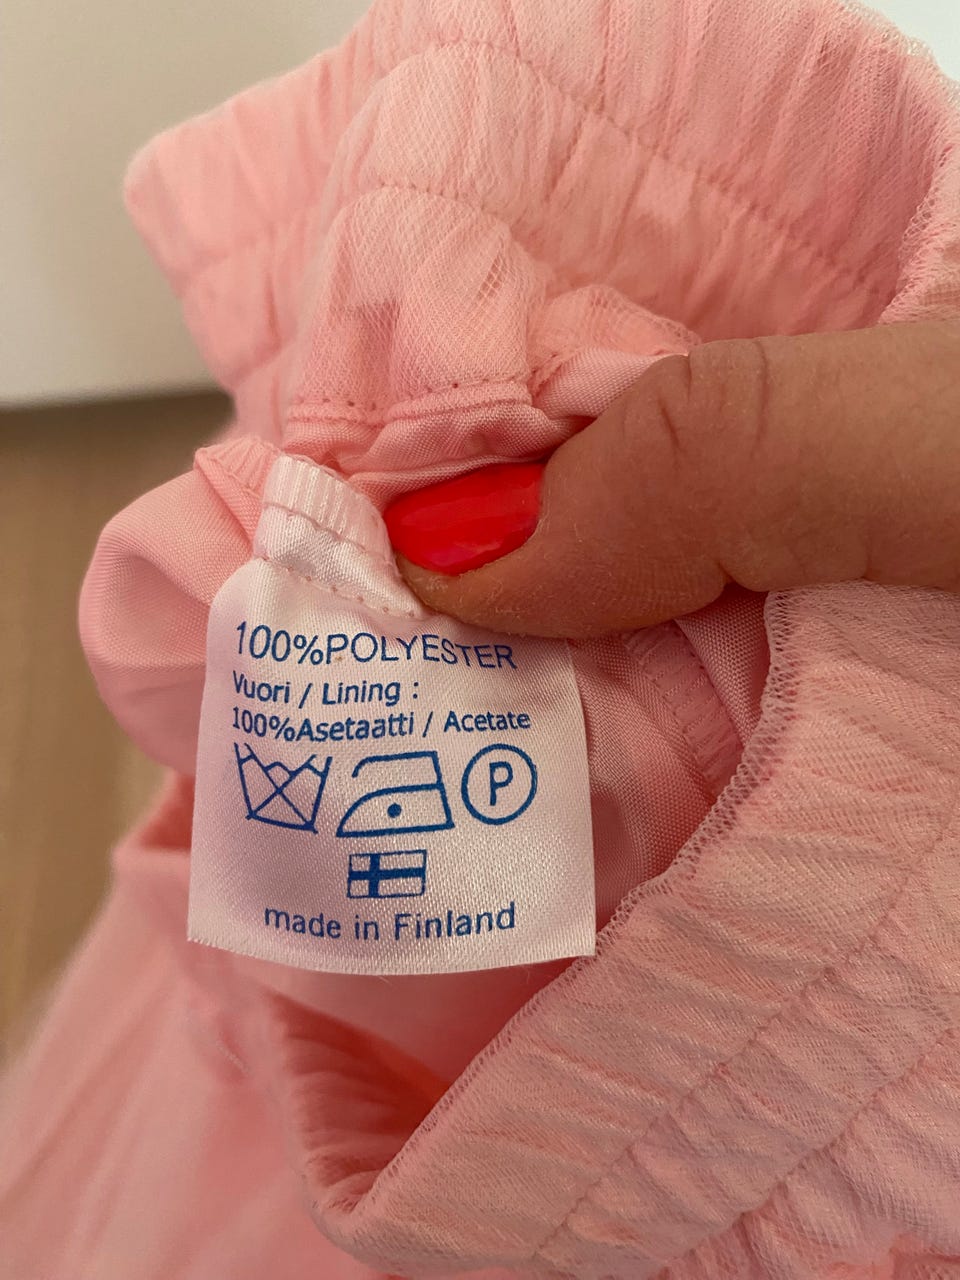 100%POLYESTER
Vuori / Lining :
100%Asetaatti / Acetate
P
made in Finland